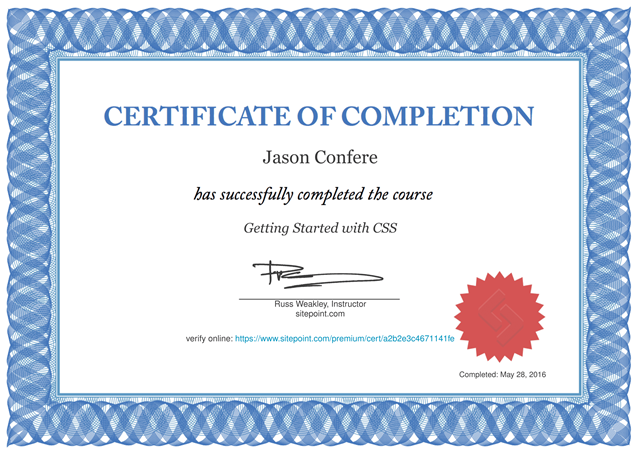 CERTIFICATE OF COMPLETION
Jason Confere
has successfully completed the course
Getting Started with CSS
Russ Weakley, Instructor
sitepoint.com
verify online: https://www.sitepoint.com/premium/cert/a2b2e3c4671141fe
Completed: May 28, 2016